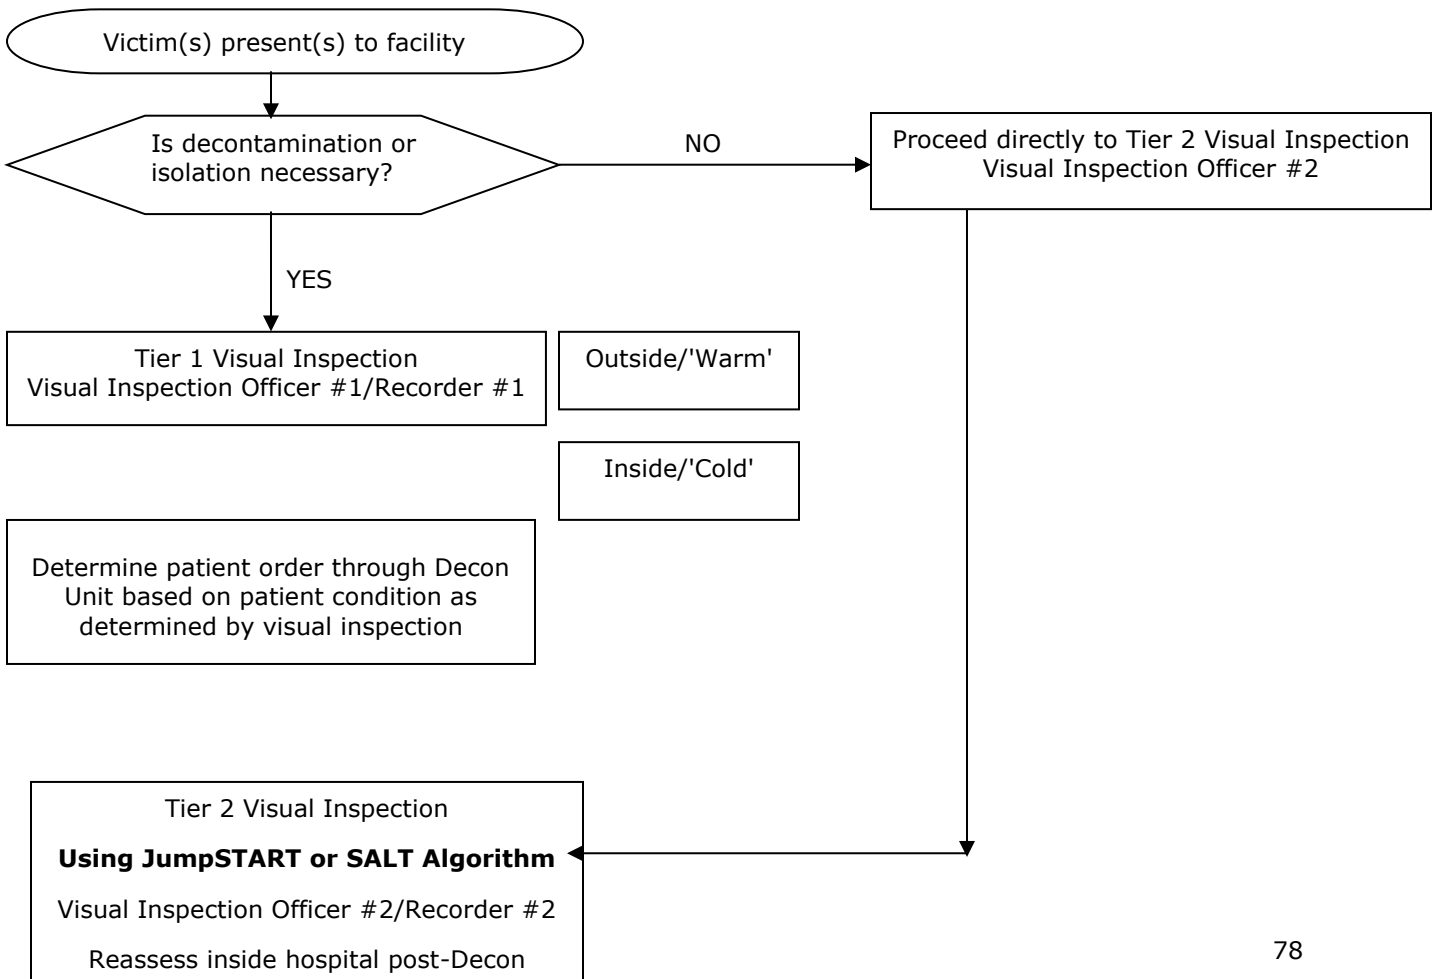 Victim(s) present(s) to facility
Is decontamination or
isolation necessary?
NO
Proceed directly to Tier 2 Visual Inspection
Visual Inspection Officer #2
YES
Tier 1 Visual Inspection
Visual Inspection Officer #1/Recorder #1
Outside/'Warm'
Inside/'Cold'
Determine patient order through Decon
Unit based on patient condition as
determined by visual inspection
Tier 2 Visual Inspection
Using JumpSTART or SALT Algorithm
Visual Inspection Officer #2/Recorder #2
Reassess inside hospital post-Decon
78